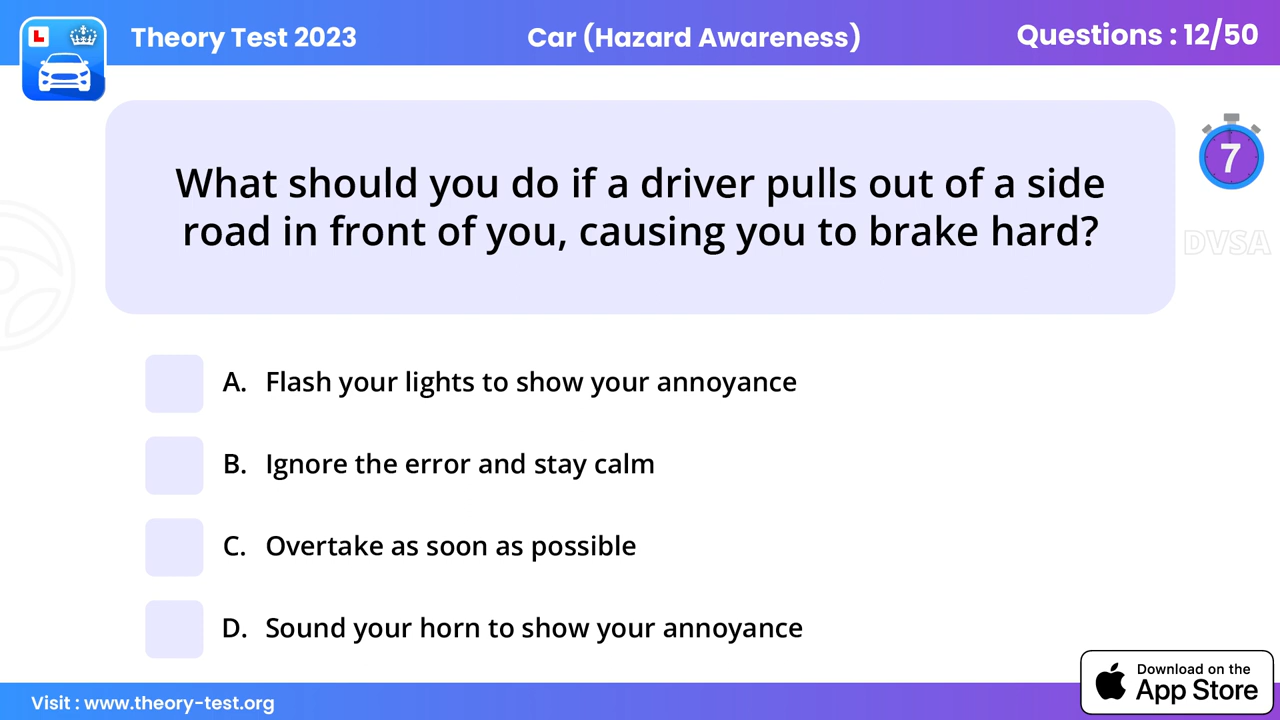 L
Theory Test 2023
Car (Hazard Awareness)
Questions : 12/50
What should you do if a driver pulls out of a side
road in front of you, causing you to brake hard?
7
DVSA
A. Flash your lights to show your annoyance
B. Ignore the error and stay calm
C. Overtake as soon as possible
D. Sound your horn to show your annoyance
Visit : www.theory-test.org
Download on the
App Store